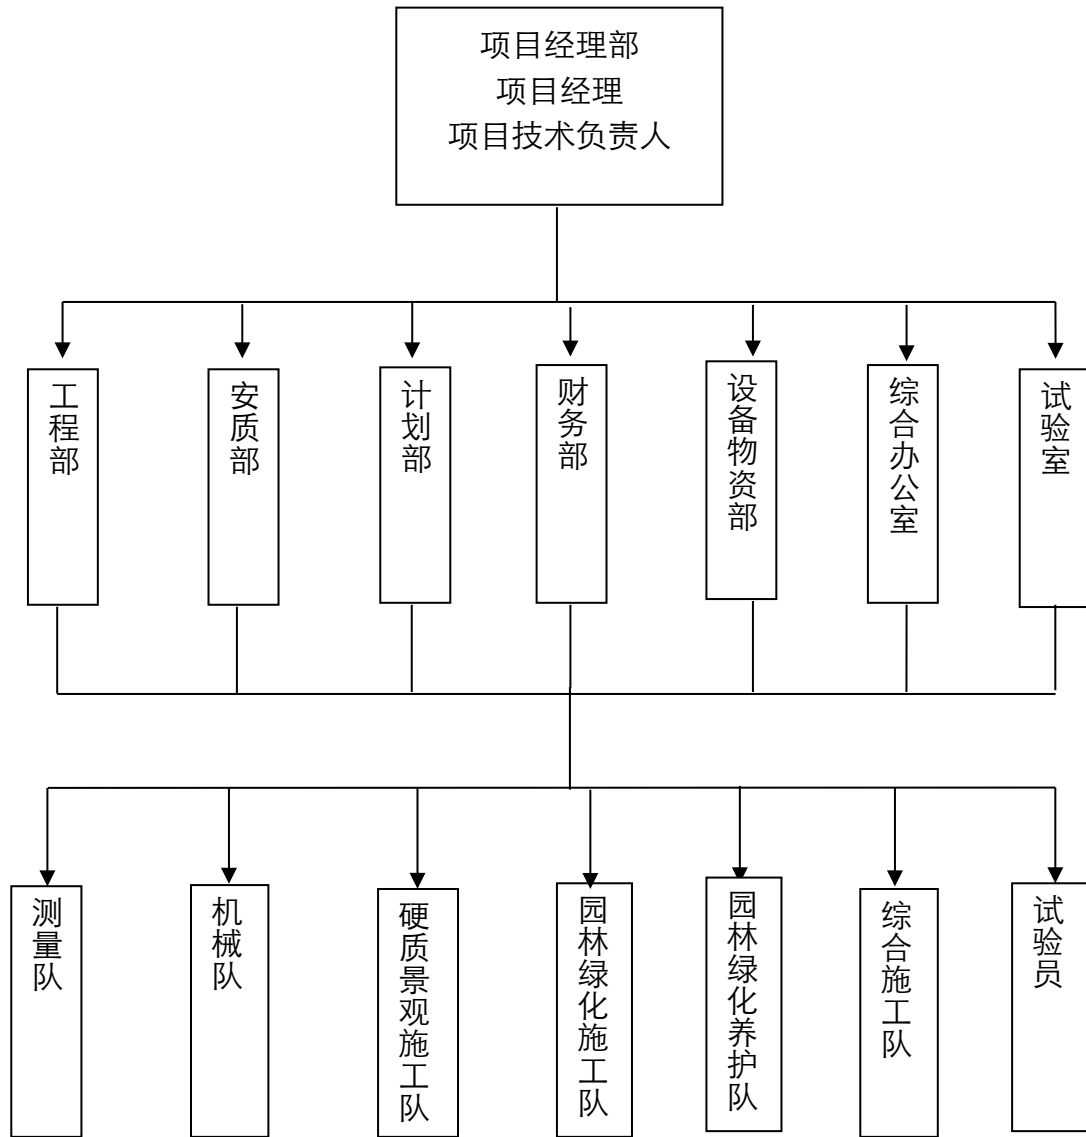 项目经理部
项目经理
项目技术负责人
工程部
安质部
计划部
财务部
设备物资部
综合办公室
试验室
测量队
机械队
硬质景观施工队
园林绿化施工队
园林绿化养护队
综合施工队
试验员